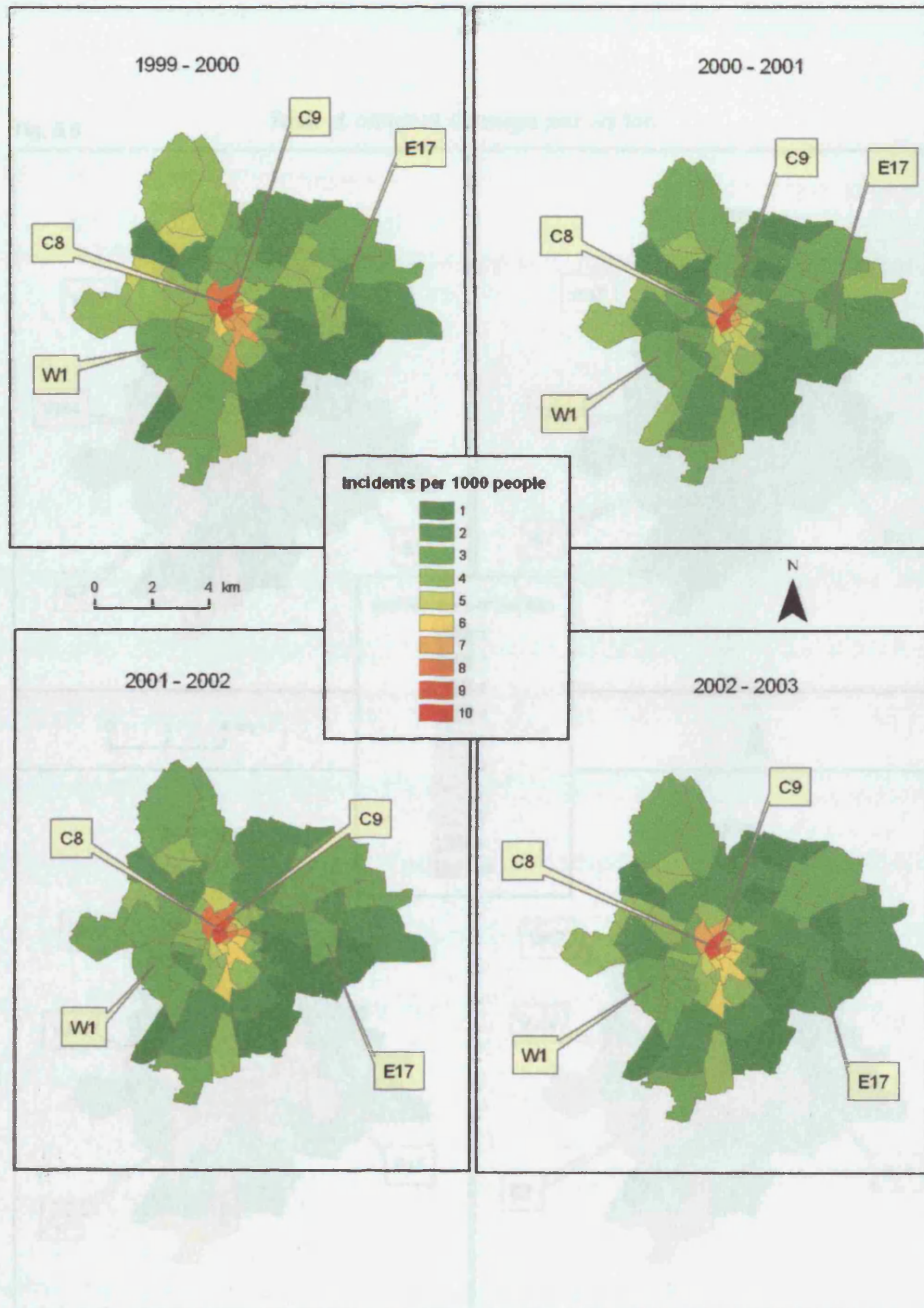 1999 - 2000
C9
E17
C8
W1
2000 - 2001
C9
E17
C8
W1
Incidents per 1000 people
1
2
3
4
5
6
7
8
9
10
0 2 4 km
N
2001 - 2002
C8
C9
W1
E17
2002 - 2003
C9
C8
W1
E17